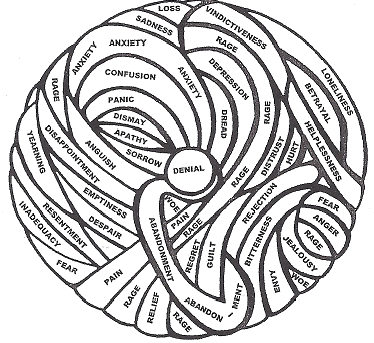 LOSS
SADNESS
VINDICTIVENESS
ANXIETY
ANXIETY
RAGE
LONELINESS
CONFUSION
ANXIETY
DEPRESSION
BETRAYAL
RAGE
PANIC
DISMAY
DREAD
RAGE
HELPLESSNESS
APATHY
SORROW
DENIAL
DISTRUST
HURT
YEARNING
DISAPPOINTMENT
ANGUISH
EMPTINESS
DESPAIR
RESENTMENT
INADEQUACY
FEAR
RAGE
WOE
PAIN
RAGE
ABANDONMENT
REGRET
GUILT
REJECTION
BITTERNESS
FEAR
ANGER
RAGE
JEALOUSY
WOE
ENVY
PAIN
RAGE
RELIEF
RAGE
ABANDON – MENT